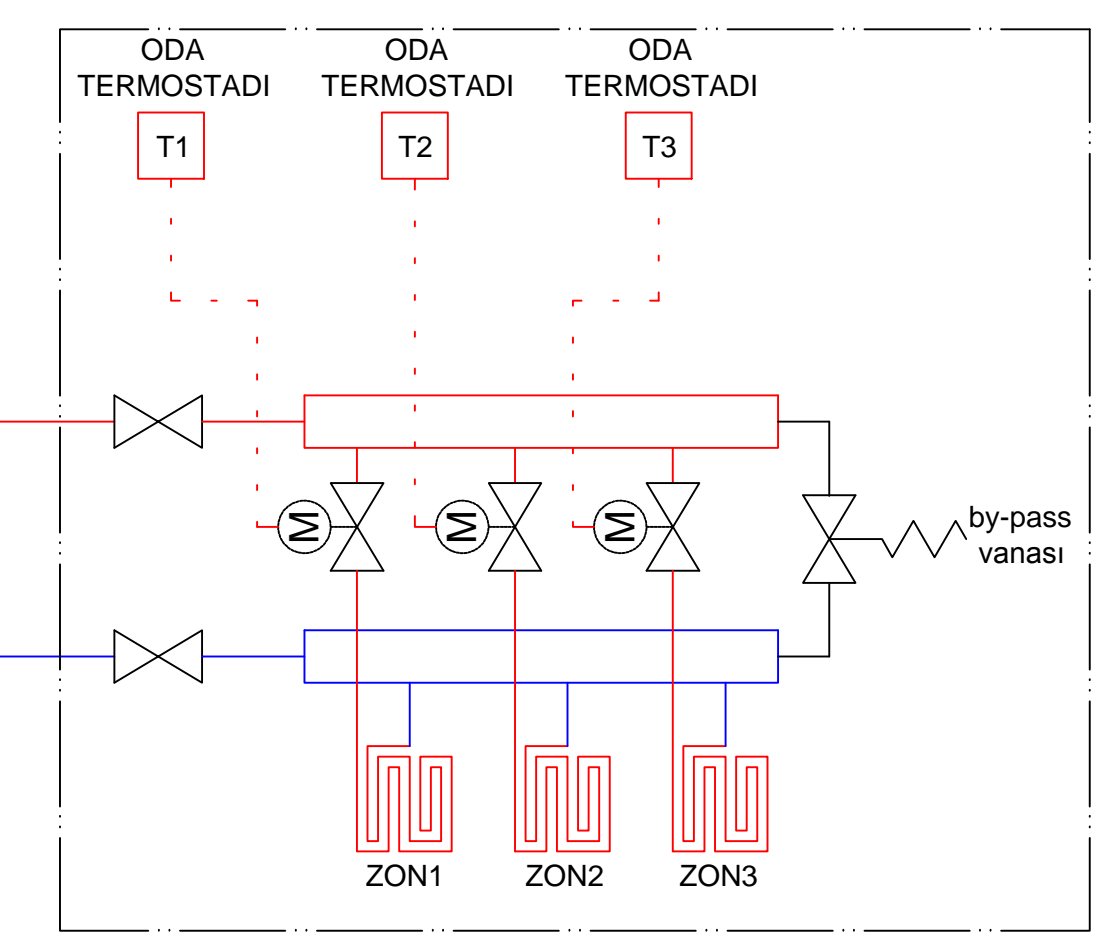 ODA
TERMOSTADI
ODA
TERMOSTADI
ODA
TERMOSTADI
T1
T2
T3
M
M
M
by-pass
vanası
ZON1
ZON2
ZON3